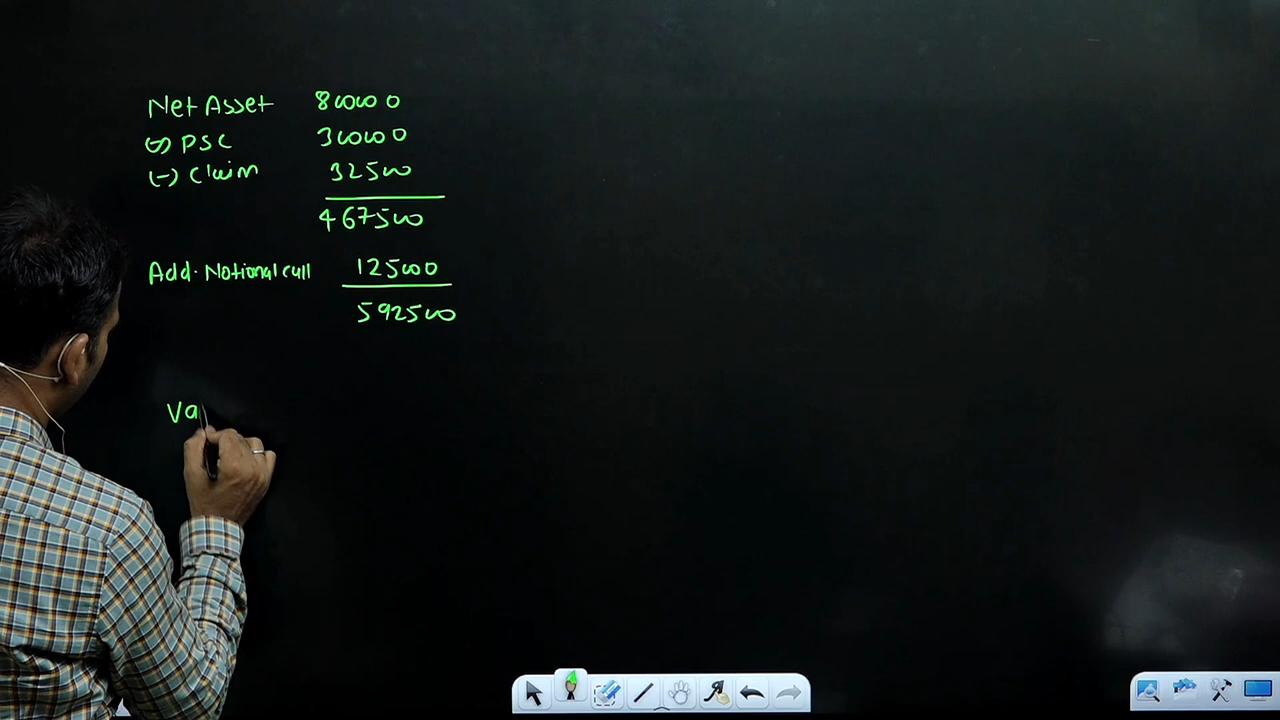 Net Asset 800000
(-) PSC 300000
(-) Claim 32500
467500
Add. Notional call 125000
592500
Va